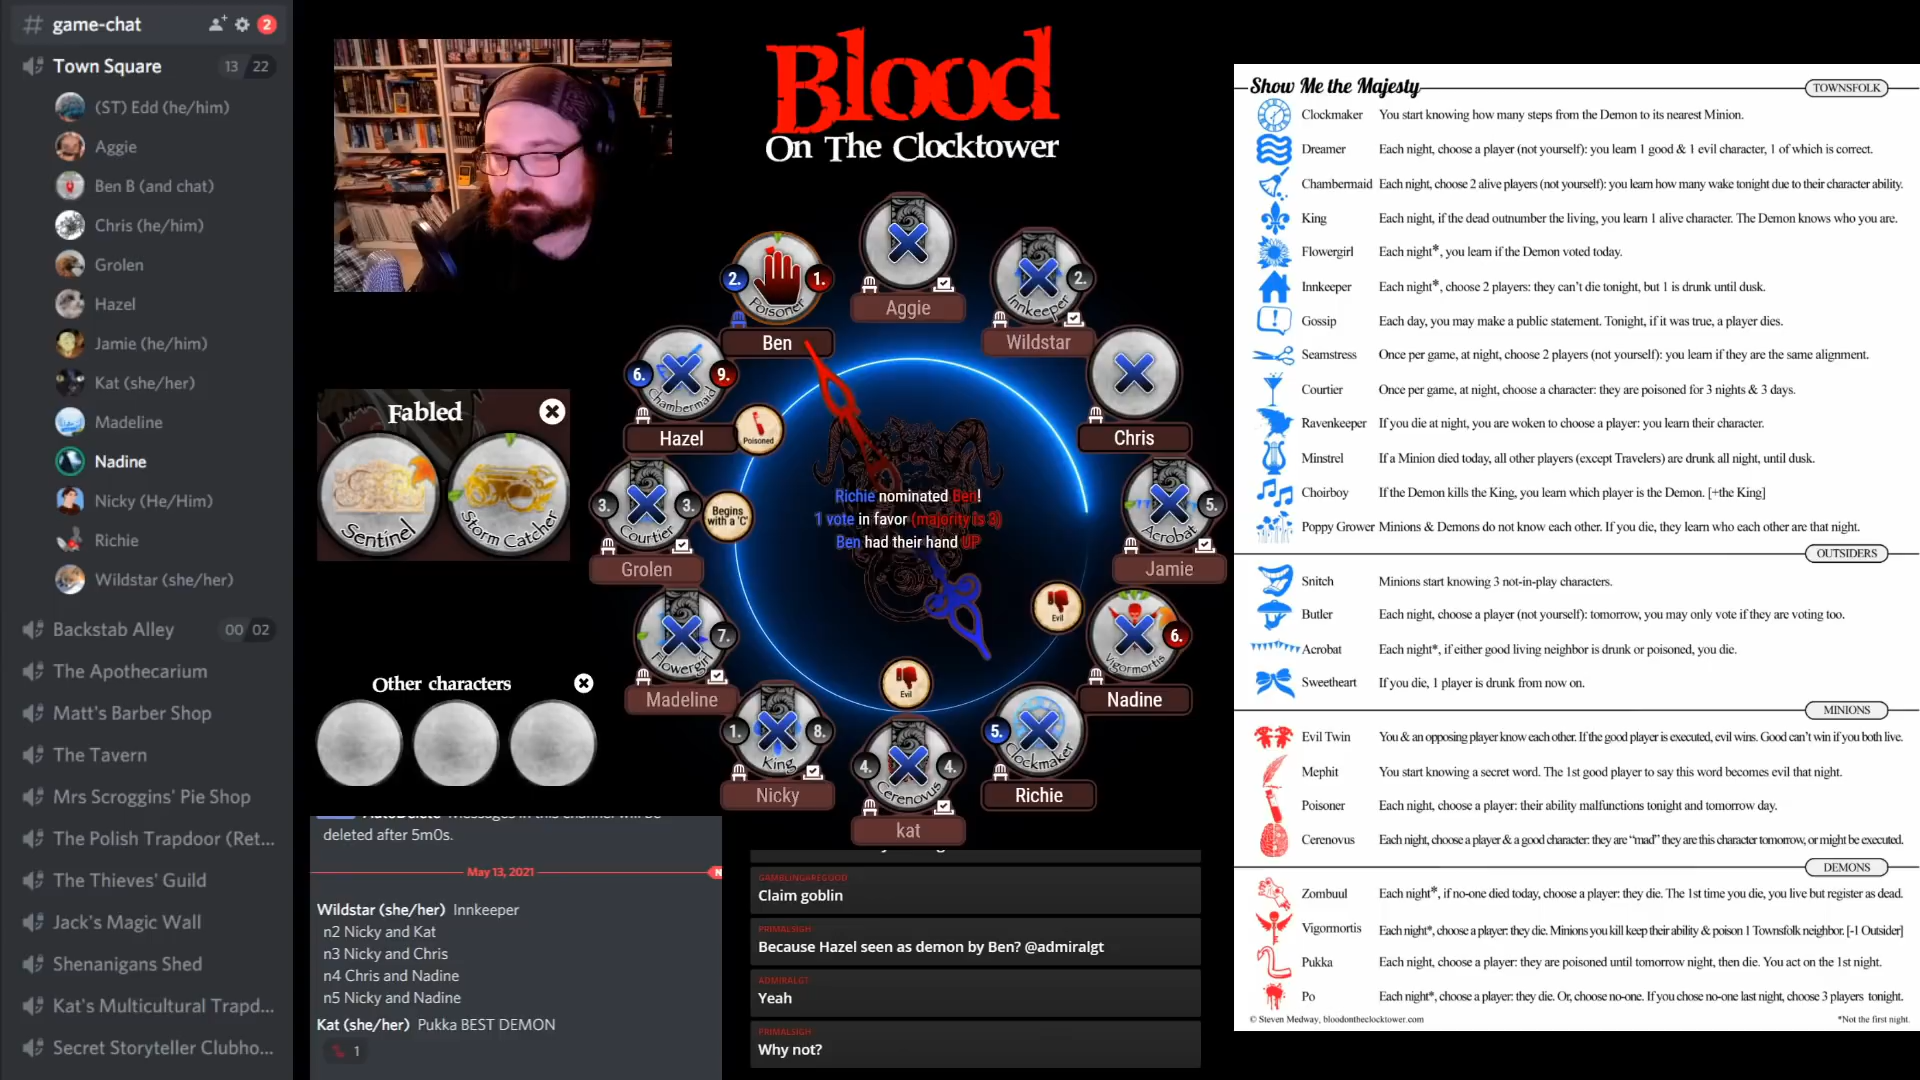 # game-chat 2
Town Square 13 / 22
(ST) Edd (he/him)
Aggie
Ben B (and chat)
Chris (he/him)
Grolen
Hazel
Jamie (he/him)
Kat (she/her)
Madeline
Nadine
Nicky (He/Him)
Richie
Wildstar (she/her)
Backstab Alley 00 / 02
The Apothecarium
Matt's Barber Shop
The Tavern
Mrs Scroggins' Pie Shop
The Polish Trapdoor (Ret...
The Thieves' Guild
Jack's Magic Wall
Shenanigans Shed
Kat's Multicultural Trapd...
Secret Storyteller Clubho...
Fabled
Sentinel
Storm Catcher
Other characters
deleted after 5m0s.
May 13, 2021
Wildstar (she/her) Innkeeper
n2 Nicky and Kat
n3 Nicky and Chris
n4 Chris and Nadine
n5 Nicky and Nadine
Kat (she/her) Pukka BEST DEMON
1
Blood
On The Clocktower
Aggie
2. Poisoner 1.
Ben
Innkeeper 2.
Wildstar
6. Chambermaid 9.
Hazel
Poisoned
Chris
3. Courtier 3.
Grolen
Begins with a 'C'
Acrobat 5.
Jamie
Flowergirl 7.
Madeline
Evil
Vigormortis 6.
Nadine
1. King 8.
Nicky
Evil
4. Cerenovus 4.
kat
5. Clockmaker
Richie
Richie nominated Ben!
1 vote in favor (majority is 3)
Ben had their hand UP
GAMBLINGAREGOOD
Claim goblin
PRIMALSIGH
Because Hazel seen as demon by Ben? @admiralgt
ADMIRALGT
Yeah
PRIMALSIGH
Why not?
Show Me the Majesty
TOWNSFOLK
Clockmaker You start knowing how many steps from the Demon to its nearest Minion.
Dreamer Each night, choose a player (not yourself): you learn 1 good & 1 evil character, 1 of which is correct.
Chambermaid Each night, choose 2 alive players (not yourself): you learn how many wake tonight due to their character ability.
King Each night, if the dead outnumber the living, you learn 1 alive character. The Demon knows who you are.
Flowergirl Each night*, you learn if the Demon voted today.
Innkeeper Each night*, choose 2 players: they can't die tonight, but 1 is drunk until dusk.
Gossip Each day, you may make a public statement. Tonight, if it was true, a player dies.
Seamstress Once per game, at night, choose 2 players (not yourself): you learn if they are the same alignment.
Courtier Once per game, at night, choose a character: they are poisoned for 3 nights & 3 days.
Ravenkeeper If you die at night, you are woken to choose a player: you learn their character.
Minstrel If a Minion died today, all other players (except Travelers) are drunk all night, until dusk.
Choirboy If the Demon kills the King, you learn which player is the Demon. [+the King]
Poppy Grower Minions & Demons do not know each other. If you die, they learn who each other are that night.
OUTSIDERS
Snitch Minions start knowing 3 not-in-play characters.
Butler Each night, choose a player (not yourself): tomorrow, you may only vote if they are voting too.
Acrobat Each night*, if either good living neighbor is drunk or poisoned, you die.
Sweetheart If you die, 1 player is drunk from now on.
MINIONS
Evil Twin You & an opposing player know each other. If the good player is executed, evil wins. Good can't win if you both live.
Mephit You start knowing a secret word. The 1st good player to say this word becomes evil that night.
Poisoner Each night, choose a player: their ability malfunctions tonight and tomorrow day.
Cerenovus Each night, choose a player & a good character: they are “mad” they are this character tomorrow, or might be executed.
DEMONS
Zombuul Each night*, if no-one died today, choose a player: they die. The 1st time you die, you live but register as dead.
Vigormortis Each night*, choose a player: they die. Minions you kill keep their ability & poison 1 Townsfolk neighbor. [-1 Outsider]
Pukka Each night, choose a player: they are poisoned until tomorrow night, then die. You act on the 1st night.
Po Each night*, choose a player: they die. Or, choose no-one. If you chose no-one last night, choose 3 players tonight.
© Steven Medway, bloodontheclocktower.com *Not the first night.